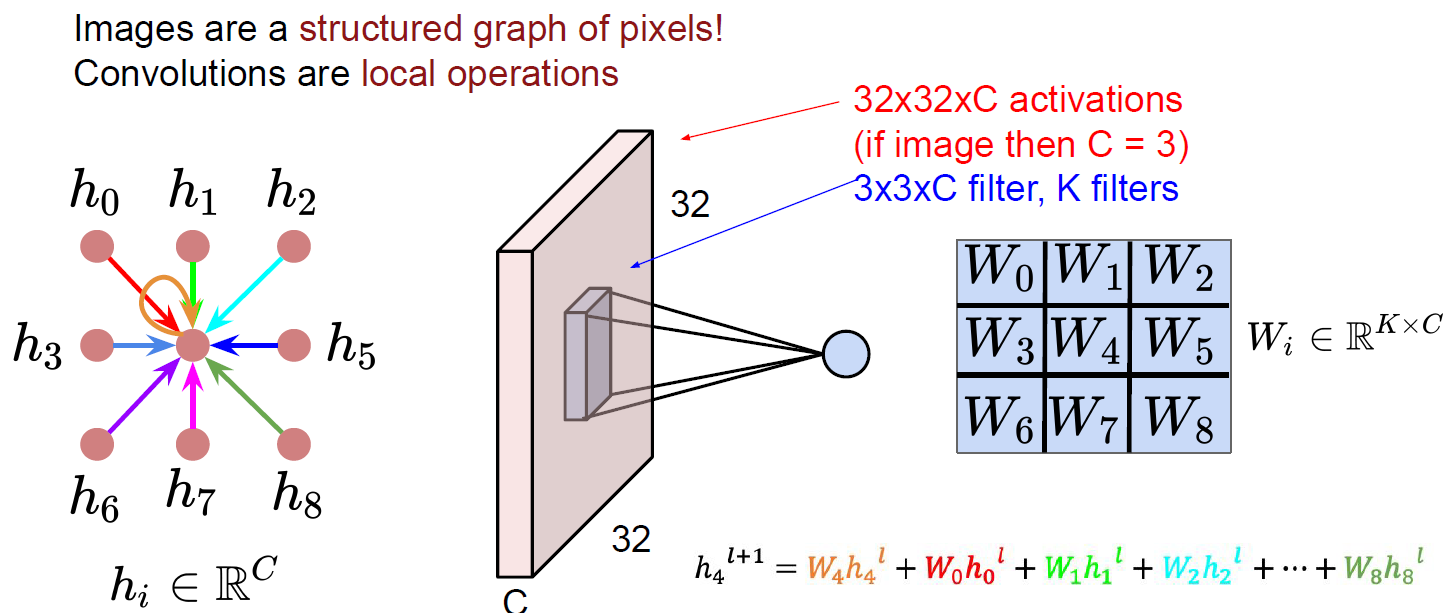 Images are a structured graph of pixels!
Convolutions are local operations
32x32xC activations
(if image then C = 3)
3x3xC filter, K filters
h₀ h₁ h₂
h₃ h₅
h₆ h₇ h₈
hᵢ ∈ ℝ^C
32
32
C
W₀ W₁ W₂
W₃ W₄ W₅
W₆ W₇ W₈
Wᵢ ∈ ℝ^{K×C}
h₄^{l+1} = W₄h₄^l + W₀h₀^l + W₁h₁^l + W₂h₂^l + ⋯ + W₈h₈^l